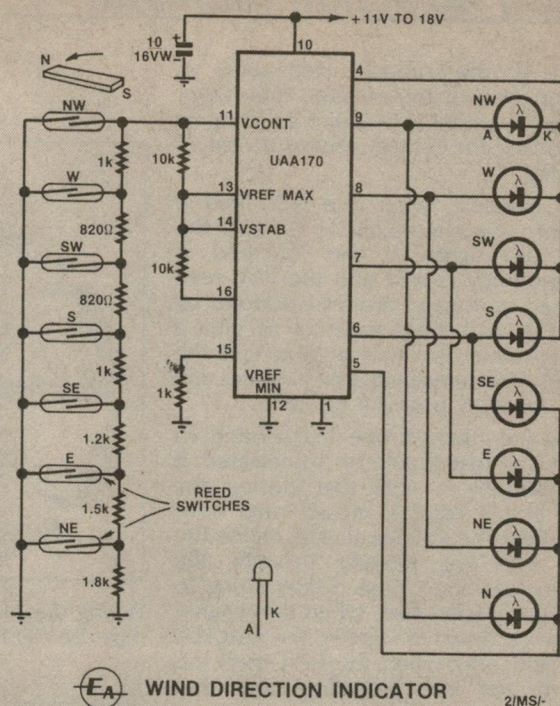 +11V TO 18V
10
16VW
+
-
10
4
N
S
NW
11
VCONT
9
NW
A
K
1k
10k
UAA170
W
13
VREF MAX
8
W
820Ω
14
VSTAB
SW
7
SW
10k
820Ω
16
S
6
S
15
VREF
MIN
5
1k
1k
SE
12
1
SE
1.2k
E
E
REED
SWITCHES
1.5k
NE
NE
1.8k
N
K
A
EA
WIND DIRECTION INDICATOR
2/MS/-
λ
λ
λ
λ
λ
λ
λ
λ